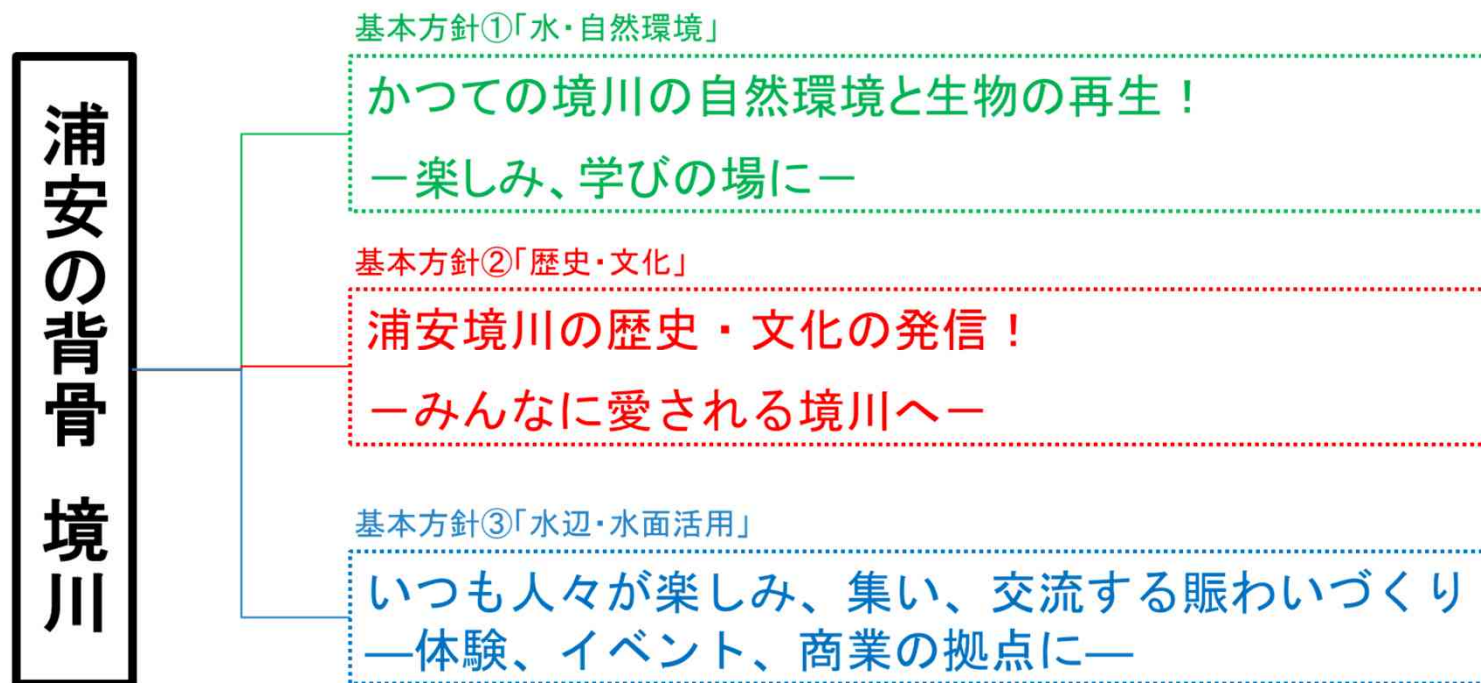 浦安の背骨 境川
基本方針①「水・自然環境」
かつての境川の自然環境と生物の再生！
－楽しみ、学びの場に－
基本方針②「歴史・文化」
浦安境川の歴史・文化の発信！
－みんなに愛される境川へ－
基本方針③「水辺・水面活用」
いつも人々が楽しみ、集い、交流する賑わいづくり
―体験、イベント、商業の拠点に―